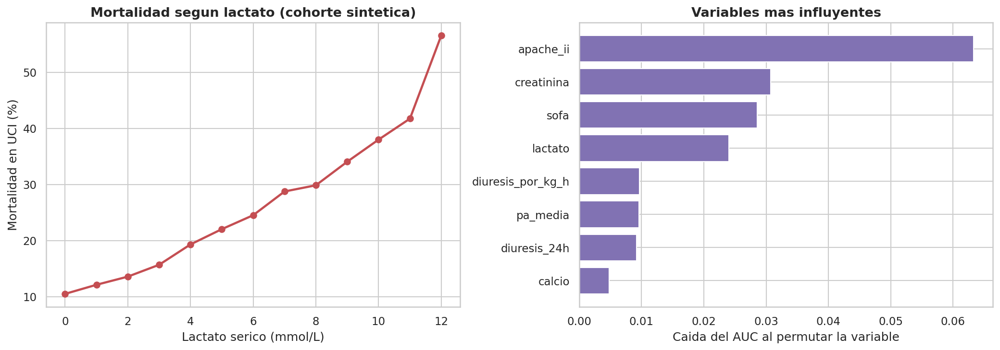 Mortalidad segun lactato (cohorte sintetica)
Mortalidad en UCI (%)
50
40
30
20
10
0 2 4 6 8 10 12
Lactato serico (mmol/L)
Variables mas influyentes
apache_ii
creatinina
sofa
lactato
diuresis_por_kg_h
pa_media
diuresis_24h
calcio
0.00 0.01 0.02 0.03 0.04 0.05 0.06
Caida del AUC al permutar la variable